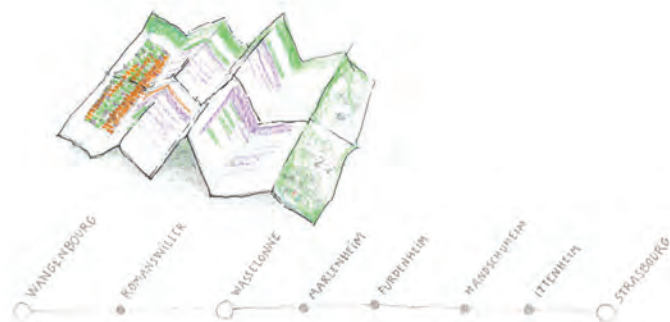 WANGENBOURG
ROMANSWILLER
WASSELONNE
MARLENHEIM
FURDENHEIM
HANDSCHUHEIM
ITTENHEIM
STRASBOURG